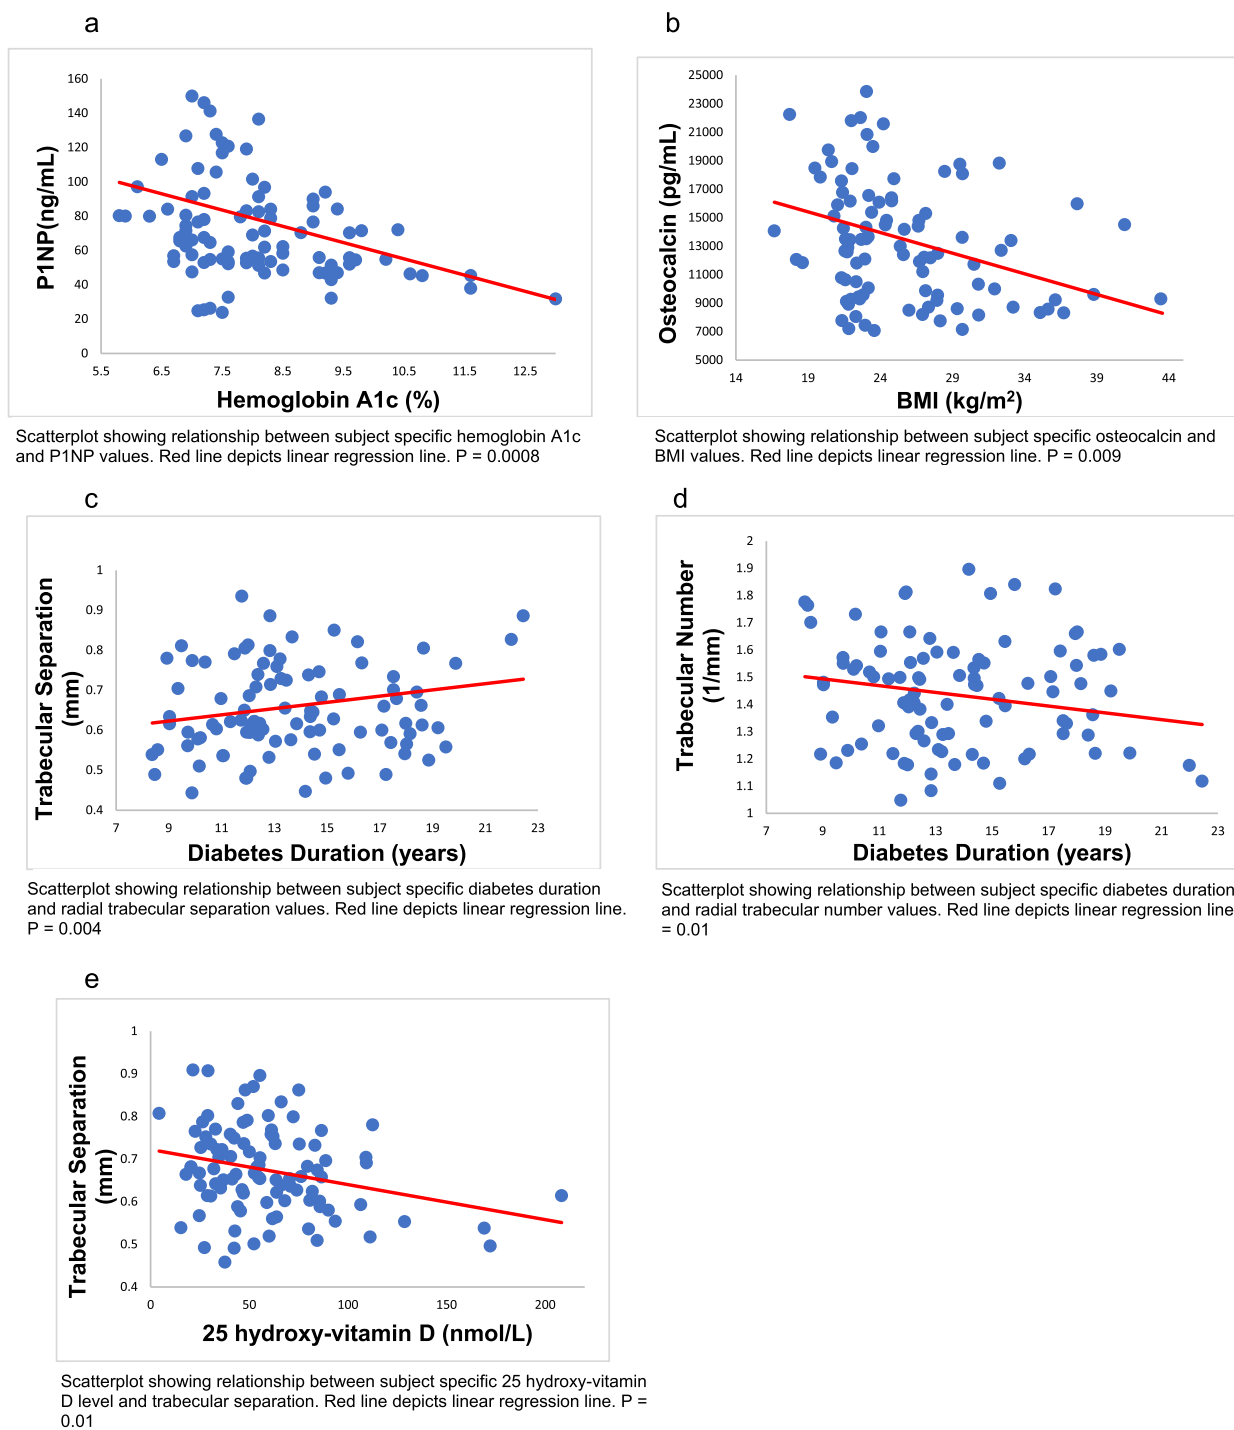 a
160
140
120
100
80
60
40
20
0
P1NP(ng/mL)
5.5 6.5 7.5 8.5 9.5 10.5 11.5 12.5
Hemoglobin A1c (%)
Scatterplot showing relationship between subject specific hemoglobin A1c
and P1NP values. Red line depicts linear regression line. P = 0.0008
b
25000
23000
21000
19000
17000
15000
13000
11000
9000
7000
5000
Osteocalcin (pg/mL)
14 19 24 29 34 39 44
BMI (kg/m²)
Scatterplot showing relationship between subject specific osteocalcin and
BMI values. Red line depicts linear regression line. P = 0.009
c
1
0.9
0.8
0.7
0.6
0.5
0.4
Trabecular Separation
(mm)
7 9 11 13 15 17 19 21 23
Diabetes Duration (years)
Scatterplot showing relationship between subject specific diabetes duration
and radial trabecular separation values. Red line depicts linear regression line.
P = 0.004
d
2
1.9
1.8
1.7
1.6
1.5
1.4
1.3
1.2
1.1
1
Trabecular Number
(1/mm)
7 9 11 13 15 17 19 21 23
Diabetes Duration (years)
Scatterplot showing relationship between subject specific diabetes duration
and radial trabecular number values. Red line depicts linear regression line
= 0.01
e
1
0.9
0.8
0.7
0.6
0.5
0.4
Trabecular Separation
(mm)
0 50 100 150 200
25 hydroxy-vitamin D (nmol/L)
Scatterplot showing relationship between subject specific 25 hydroxy-vitamin
D level and trabecular separation. Red line depicts linear regression line. P =
0.01